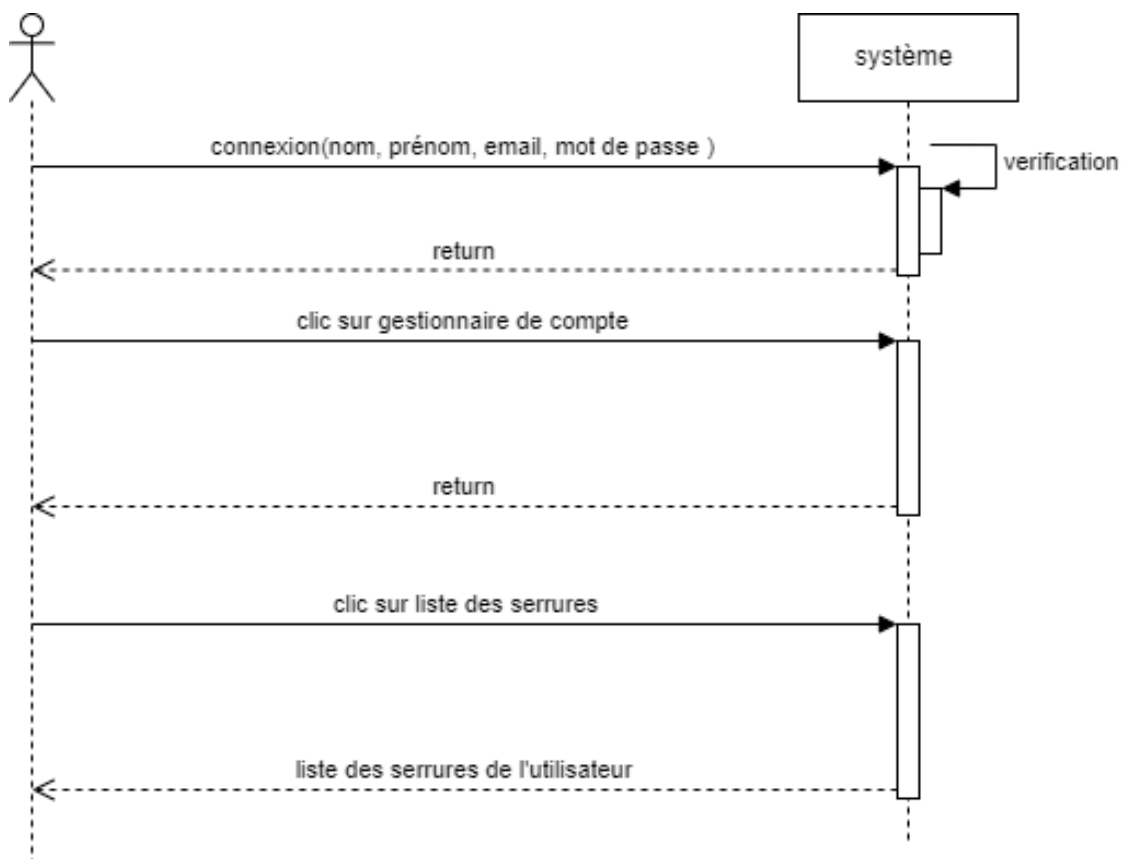 système
connexion(nom, prénom, email, mot de passe )
verification
return
clic sur gestionnaire de compte
return
clic sur liste des serrures
liste des serrures de l'utilisateur